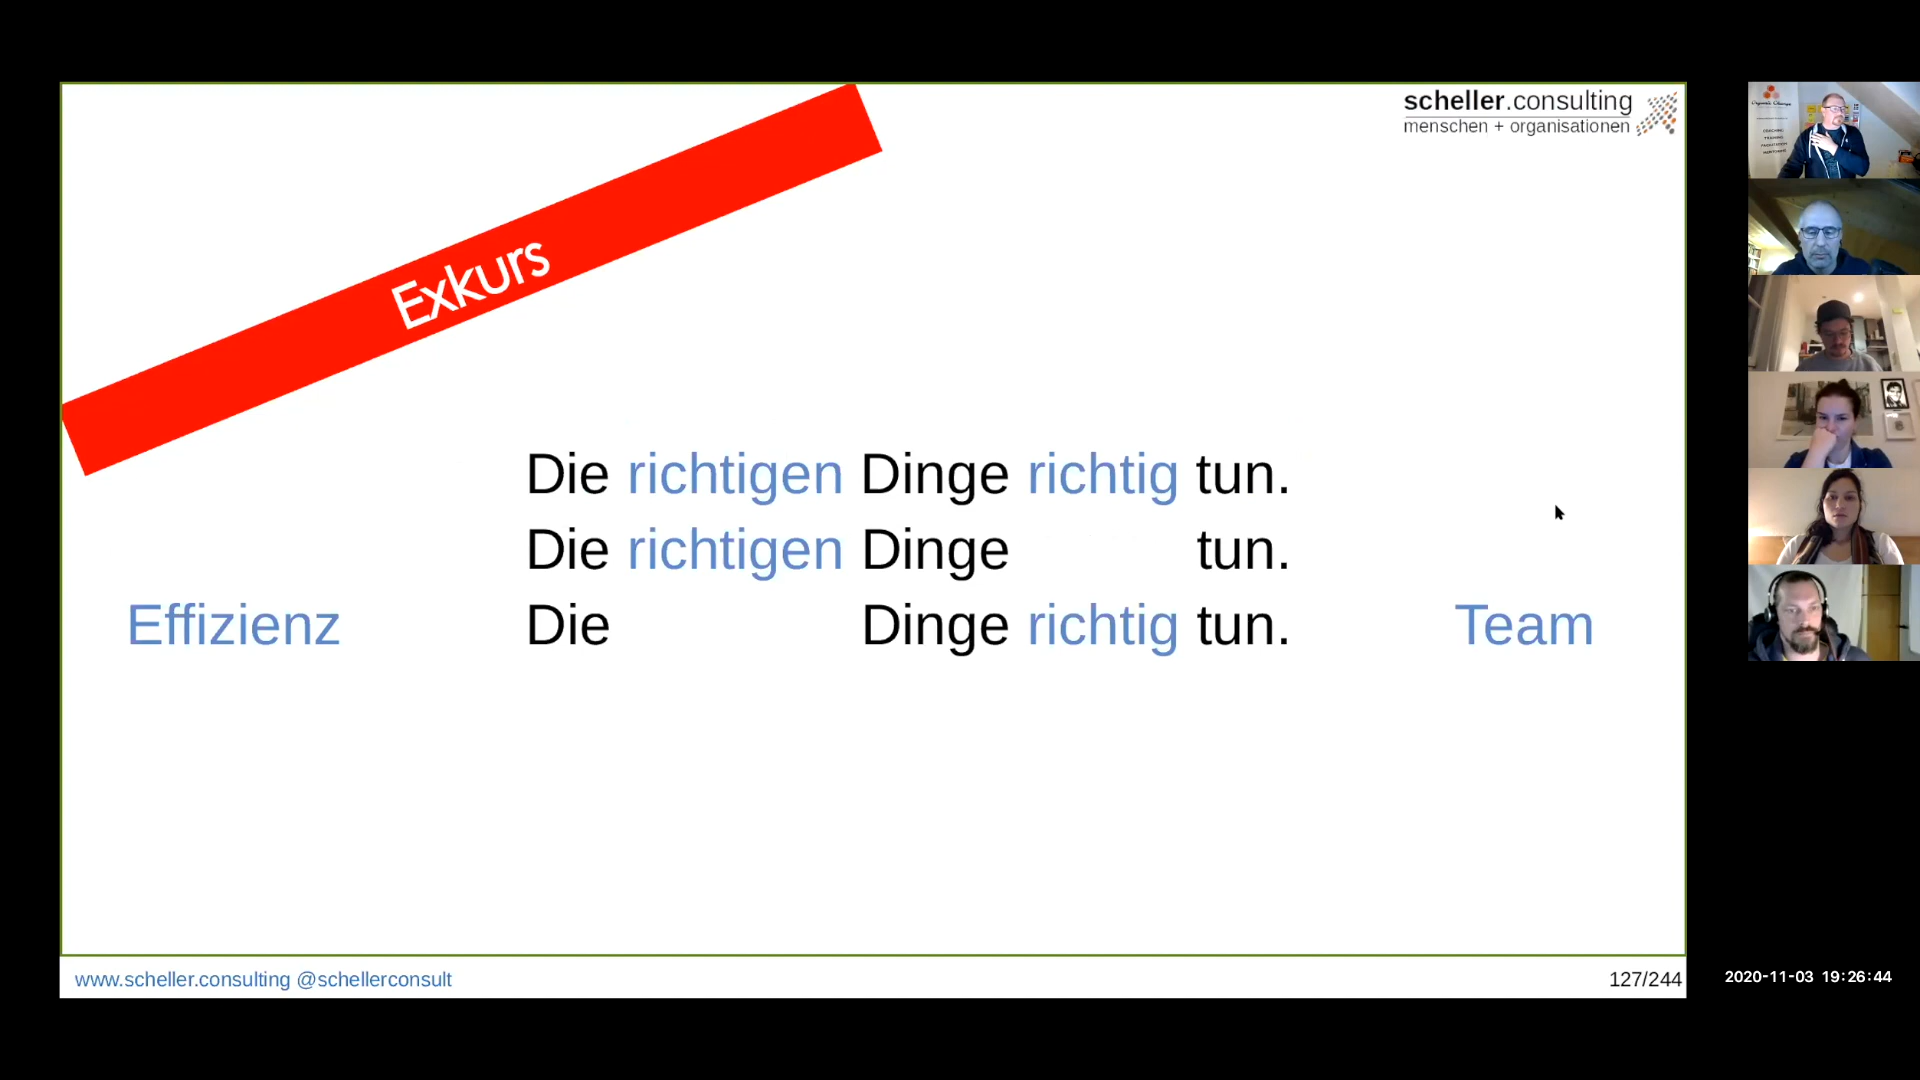 scheller.consulting
menschen + organisationen
Exkurs
Die richtigen Dinge richtig tun.
Die richtigen Dinge tun.
Effizienz Die Dinge richtig tun. Team
www.scheller.consulting @schellerconsult
127/244
2020-11-03 19:26:44